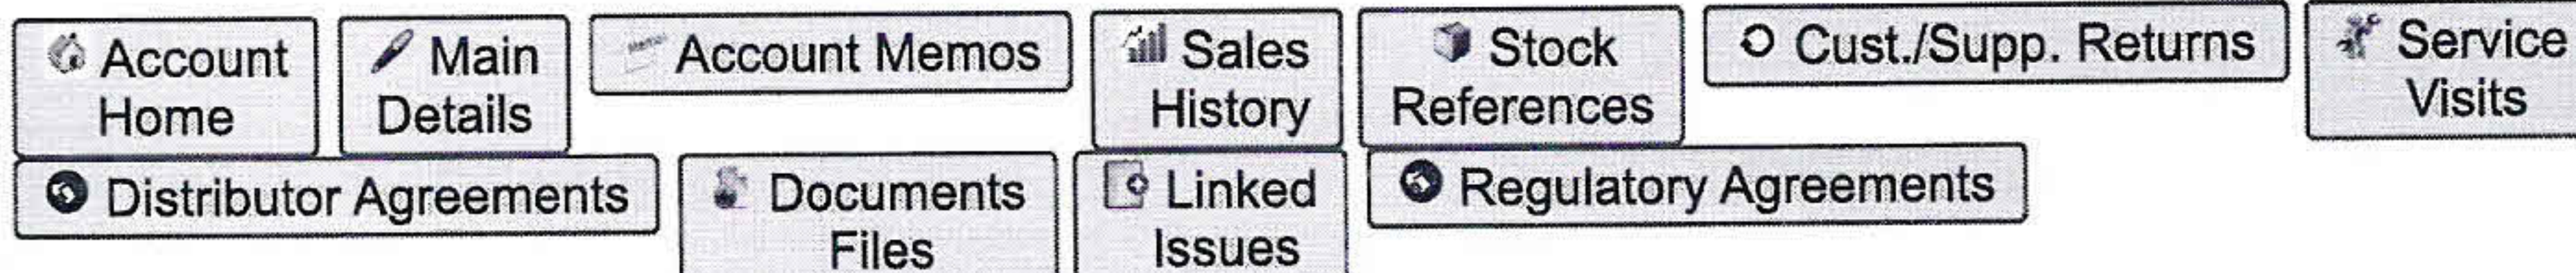 Account Home
Main Details
Account Memos
Sales History
Stock References
Cust./Supp. Returns
Service Visits
Distributor Agreements
Documents Files
Linked Issues
Regulatory Agreements